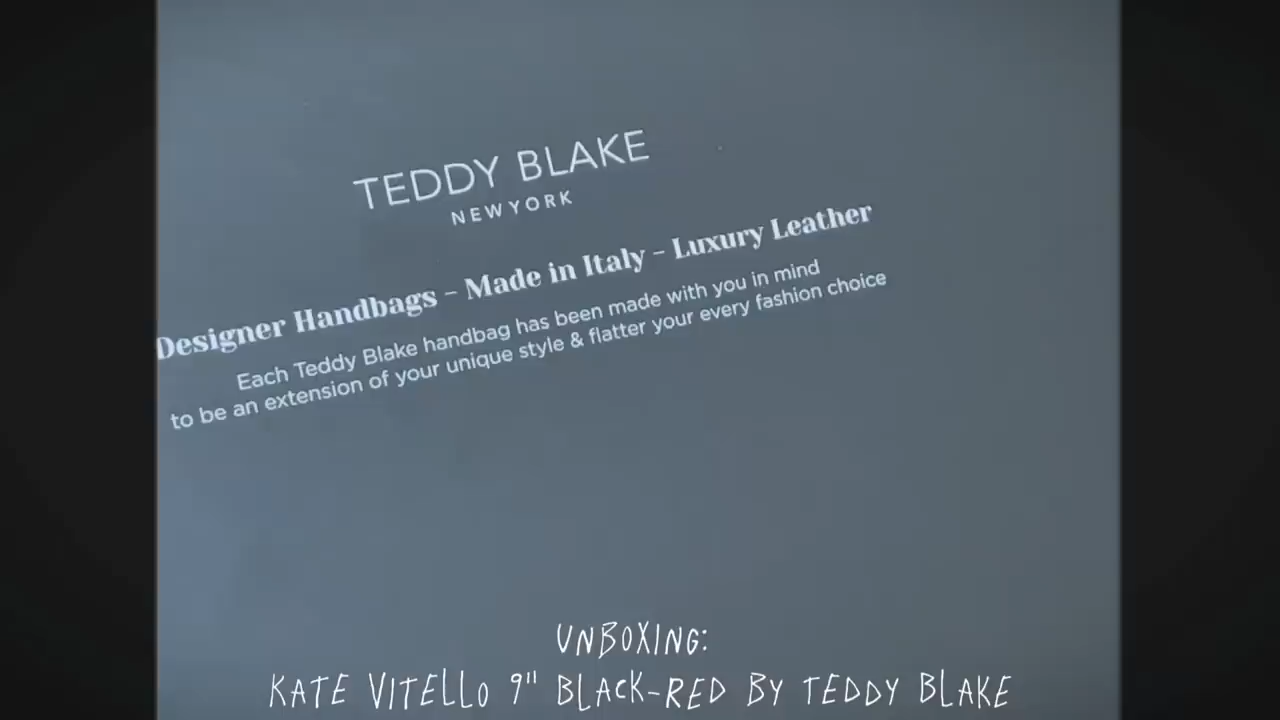 TEDDY BLAKE
NEW YORK
Designer Handbags – Made in Italy – Luxury Leather
Each Teddy Blake handbag has been made with you in mind
to be an extension of your unique style & flatter your every fashion choice
UNBOXING:
KATE VITELLO 9" BLACK-RED BY TEDDY BLAKE